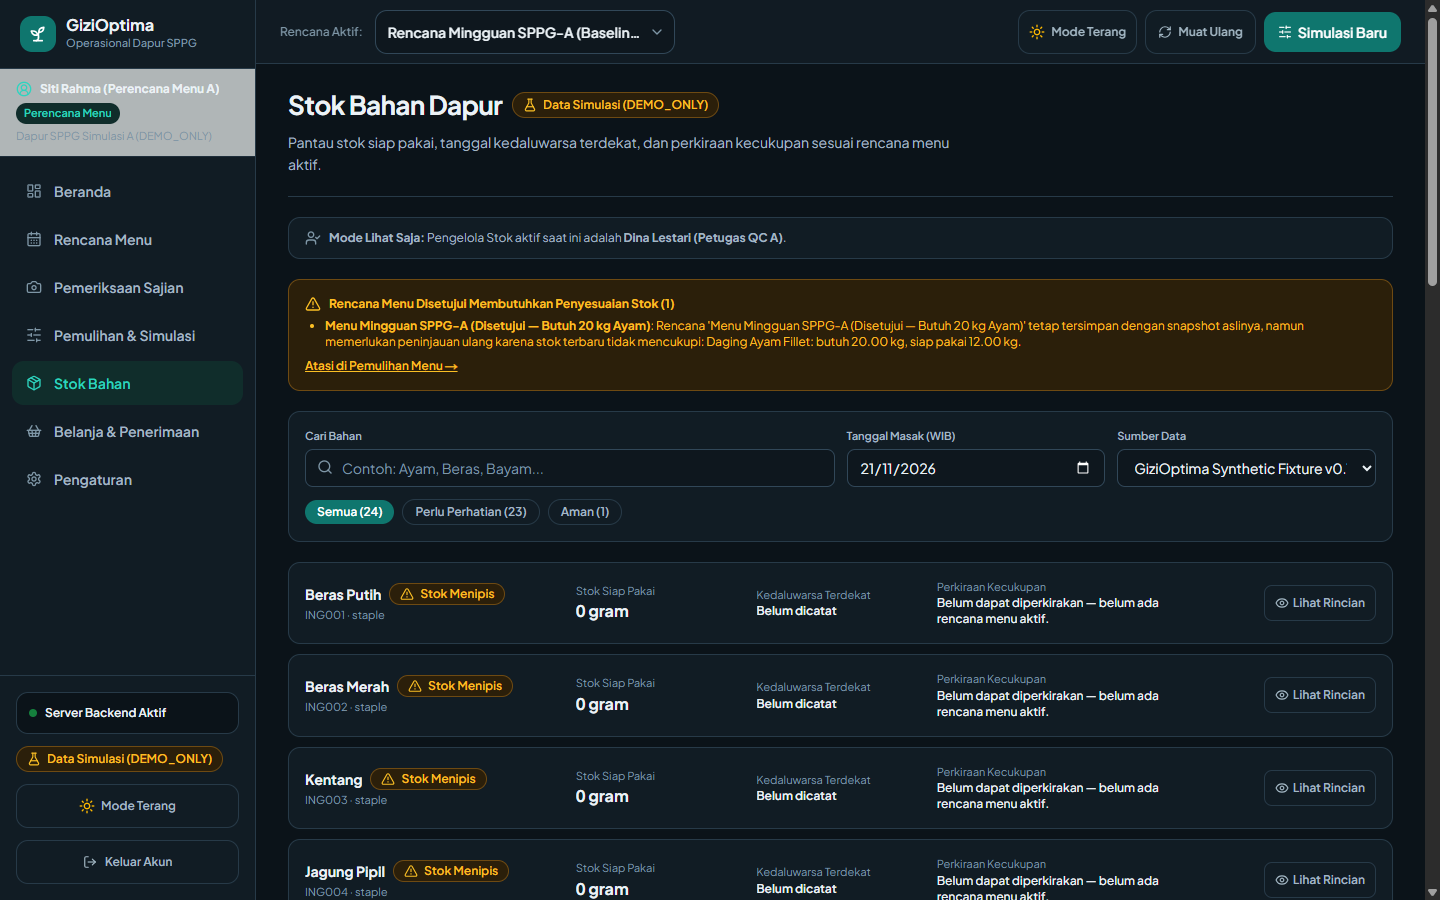 GiziOptima
Operasional Dapur SPPG
Siti Rahma (Perencana Menu A)
Perencana Menu
Dapur SPPG Simulasi A (DEMO_ONLY)
Beranda
Rencana Menu
Pemeriksaan Sajian
Pemulihan & Simulasi
Stok Bahan
Belanja & Penerimaan
Pengaturan
Server Backend Aktif
Data Simulasi (DEMO_ONLY)
Mode Terang
Keluar Akun
Rencana Aktif:
Rencana Mingguan SPPG-A (Baselin...
Mode Terang
Muat Ulang
Simulasi Baru
Stok Bahan Dapur
Data Simulasi (DEMO_ONLY)
Pantau stok siap pakai, tanggal kedaluwarsa terdekat, dan perkiraan kecukupan sesuai rencana menu
aktif.
Mode Lihat Saja: Pengelola Stok aktif saat ini adalah Dina Lestari (Petugas QC A).
Rencana Menu Disetujui Membutuhkan Penyesuaian Stok (1)
• Menu Mingguan SPPG-A (Disetujui — Butuh 20 kg Ayam): Rencana 'Menu Mingguan SPPG-A (Disetujui — Butuh 20 kg Ayam)' tetap tersimpan dengan snapshot aslinya, namun
memerlukan peninjauan ulang karena stok terbaru tidak mencukupi: Daging Ayam Fillet: butuh 20.00 kg, siap pakai 12.00 kg.
Atasi di Pemulihan Menu →
Cari Bahan
Contoh: Ayam, Beras, Bayam...
Tanggal Masak (WIB)
21/11/2026
Sumber Data
GiziOptima Synthetic Fixture v0.
Semua (24)
Perlu Perhatian (23)
Aman (1)
Beras Putih
Stok Menipis
ING001 · staple
Stok Siap Pakai
0 gram
Kedaluwarsa Terdekat
Belum dicatat
Perkiraan Kecukupan
Belum dapat diperkirakan — belum ada
rencana menu aktif.
Lihat Rincian
Beras Merah
Stok Menipis
ING002 · staple
Stok Siap Pakai
0 gram
Kedaluwarsa Terdekat
Belum dicatat
Perkiraan Kecukupan
Belum dapat diperkirakan — belum ada
rencana menu aktif.
Lihat Rincian
Kentang
Stok Menipis
ING003 · staple
Stok Siap Pakai
0 gram
Kedaluwarsa Terdekat
Belum dicatat
Perkiraan Kecukupan
Belum dapat diperkirakan — belum ada
rencana menu aktif.
Lihat Rincian
Jagung Pipil
Stok Menipis
ING004 · staple
Stok Siap Pakai
0 gram
Kedaluwarsa Terdekat
Belum dicatat
Perkiraan Kecukupan
Belum dapat diperkirakan — belum ada
rencana menu aktif.
Lihat Rincian